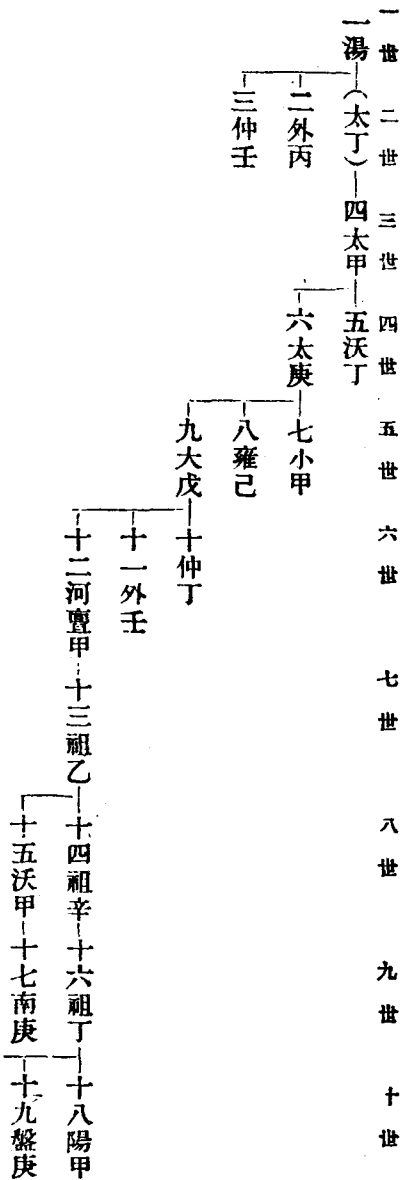 一世 二世 三世 四世 五世 六世 七世 八世 九世 十世
一湯 (太丁) 四太甲 五沃丁
二外丙 六太庚 七小甲
三仲壬 八雍己
九大戊 十仲丁
十一外壬
十二河亶甲 十三祖乙 十四祖辛 十六祖丁 十八陽甲
十五沃甲 十七南庚 十九盤庚